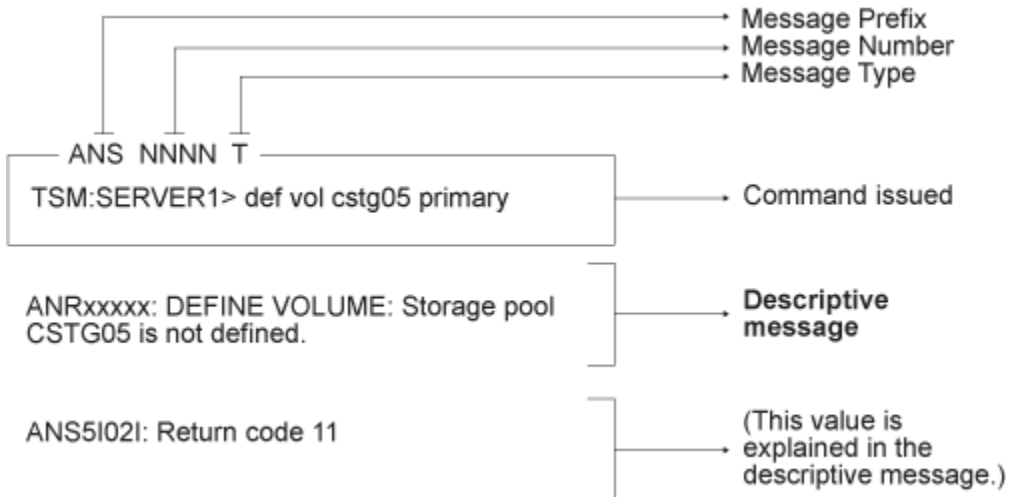 Message Prefix
Message Number
Message Type
ANS NNNN T
TSM:SERVER1> def vol cstg05 primary
Command issued
ANRxxxxx: DEFINE VOLUME: Storage pool
CSTG05 is not defined.
Descriptive
message
ANS5I02I: Return code 11
(This value is
explained in the
descriptive message.)